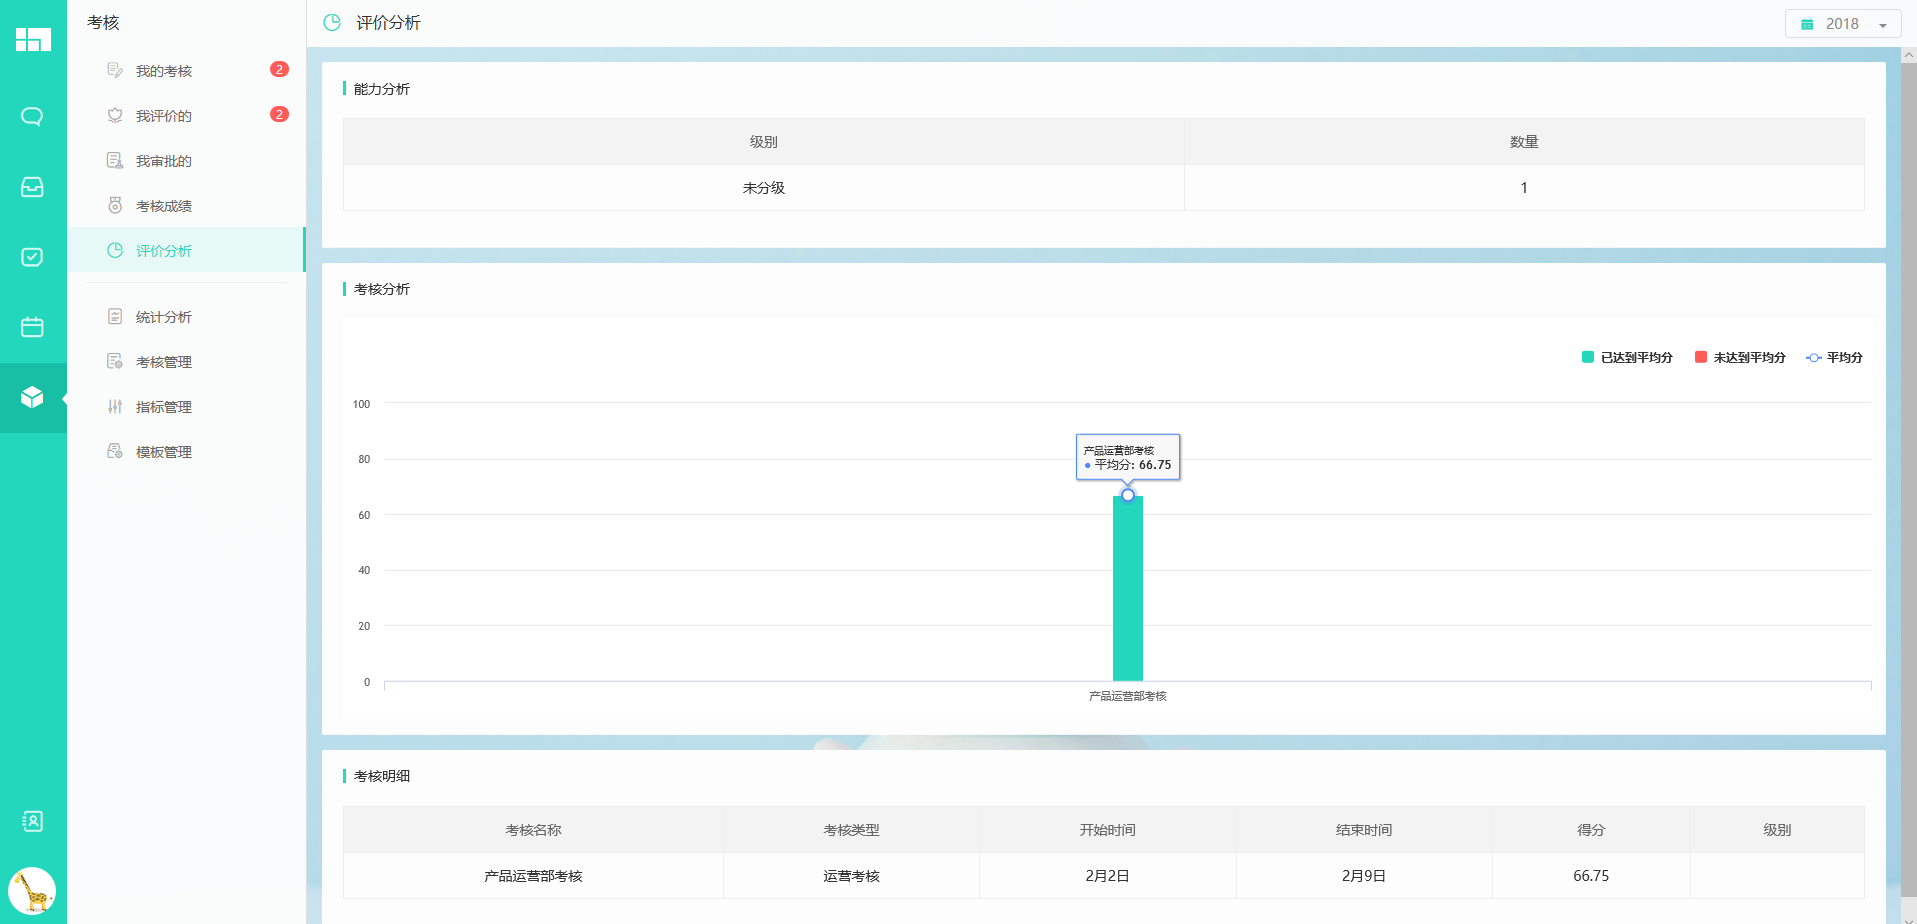 考核
我的考核 2
我评价的 2
我审批的
考核成绩
评价分析
统计分析
考核管理
指标管理
模板管理
评价分析
2018
能力分析
级别 数量
未分级 1
考核分析
已达到平均分 未达到平均分 平均分
100
80
60
40
20
0
产品运营部考核
平均分: 66.75
产品运营部考核
考核明细
考核名称 考核类型 开始时间 结束时间 得分 级别
产品运营部考核 运营考核 2月2日 2月9日 66.75